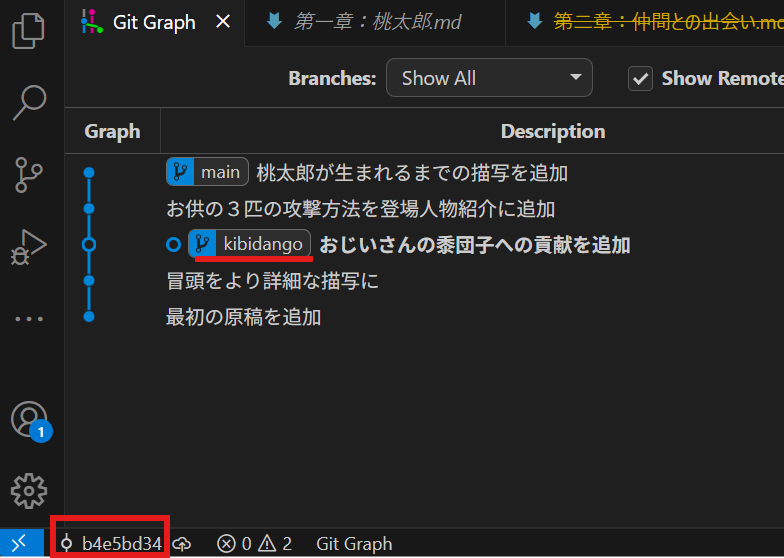 Git Graph
第一章：桃太郎.md
第二章：仲間との出会い.md
Branches:
Show All
Show Remote
Graph
Description
main 桃太郎が生まれるまでの描写を追加
お供の３匹の攻撃方法を登場人物紹介に追加
kibidango おじいさんの黍団子への貢献を追加
冒頭をより詳細な描写に
最初の原稿を追加
1
b4e5bd34
0
2
Git Graph